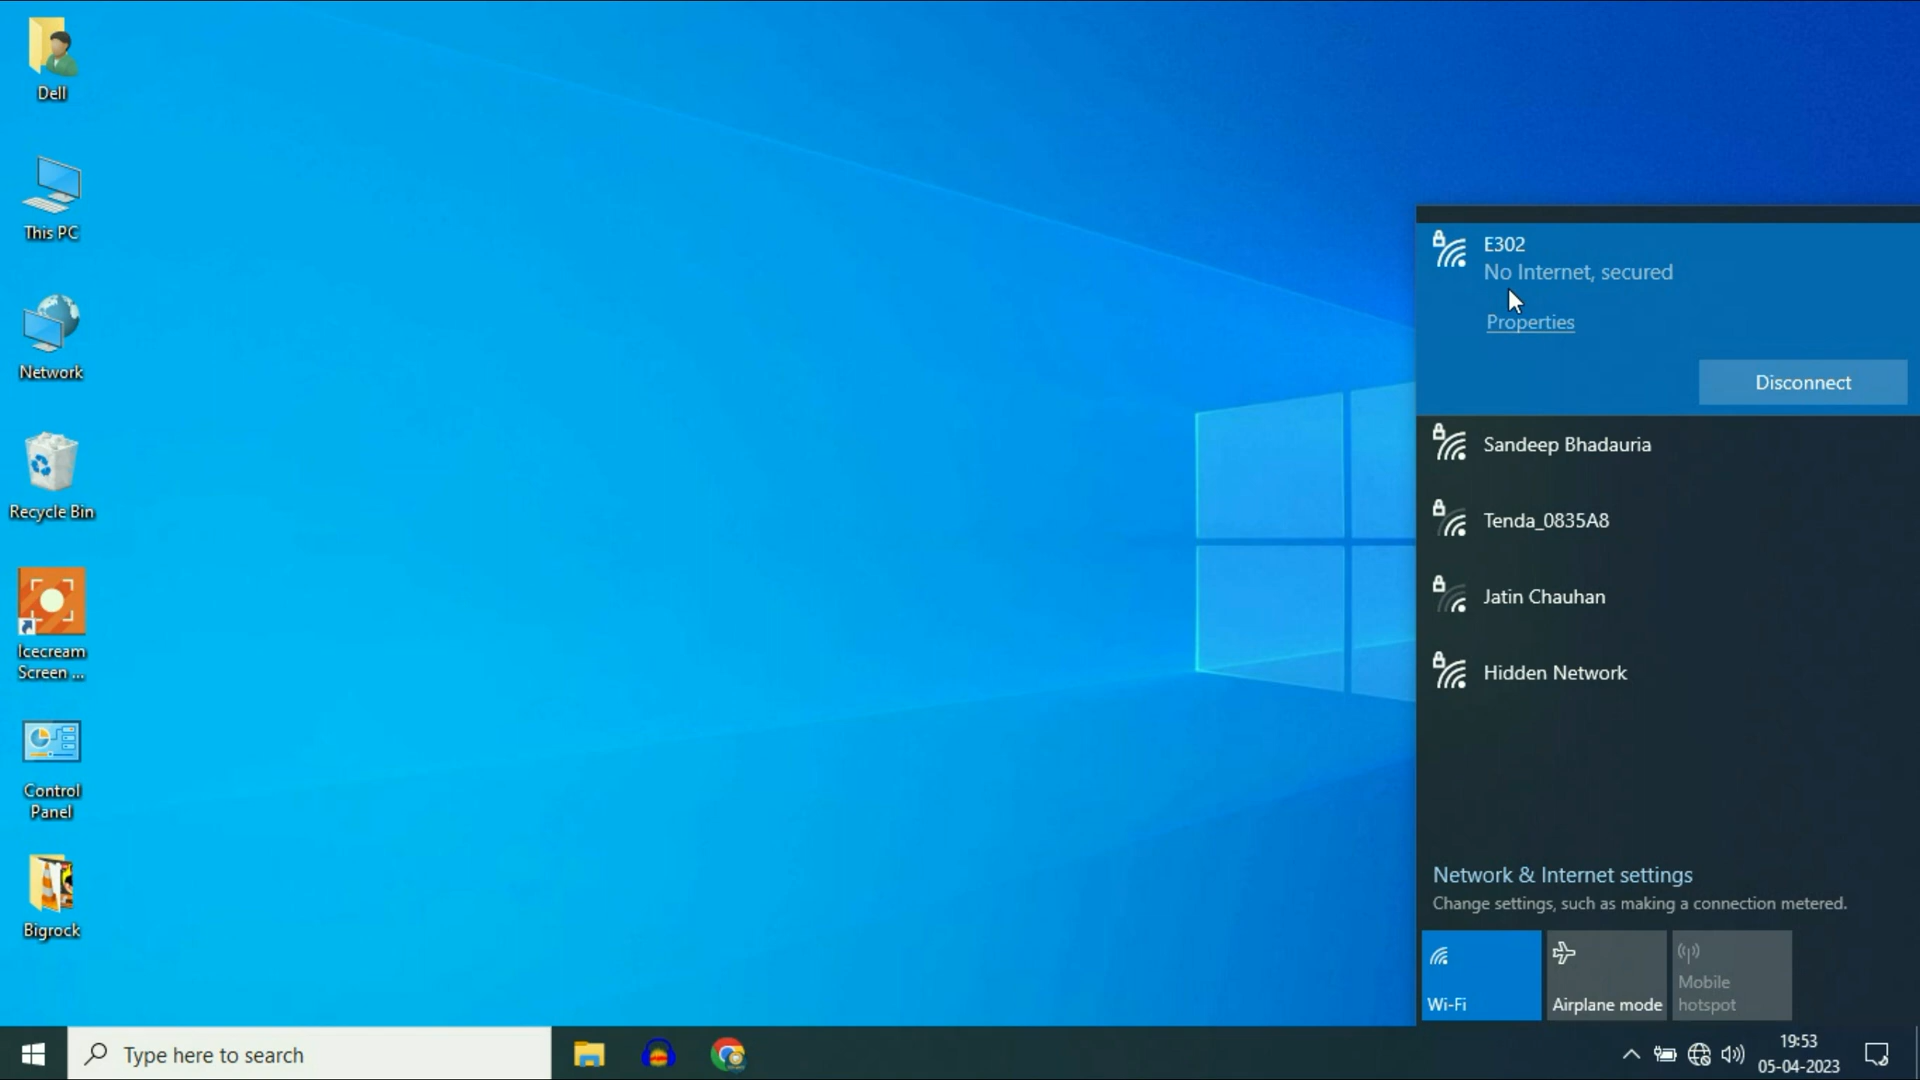 Dell
This PC
Network
Recycle Bin
Icecream
Screen ...
Control
Panel
Bigrock
E302
No Internet, secured
Properties
Disconnect
Sandeep Bhadauria
Tenda_0835A8
Jatin Chauhan
Hidden Network
Network & Internet settings
Change settings, such as making a connection metered.
Wi-Fi
Airplane mode
Mobile
hotspot
Type here to search
19:53
05-04-2023